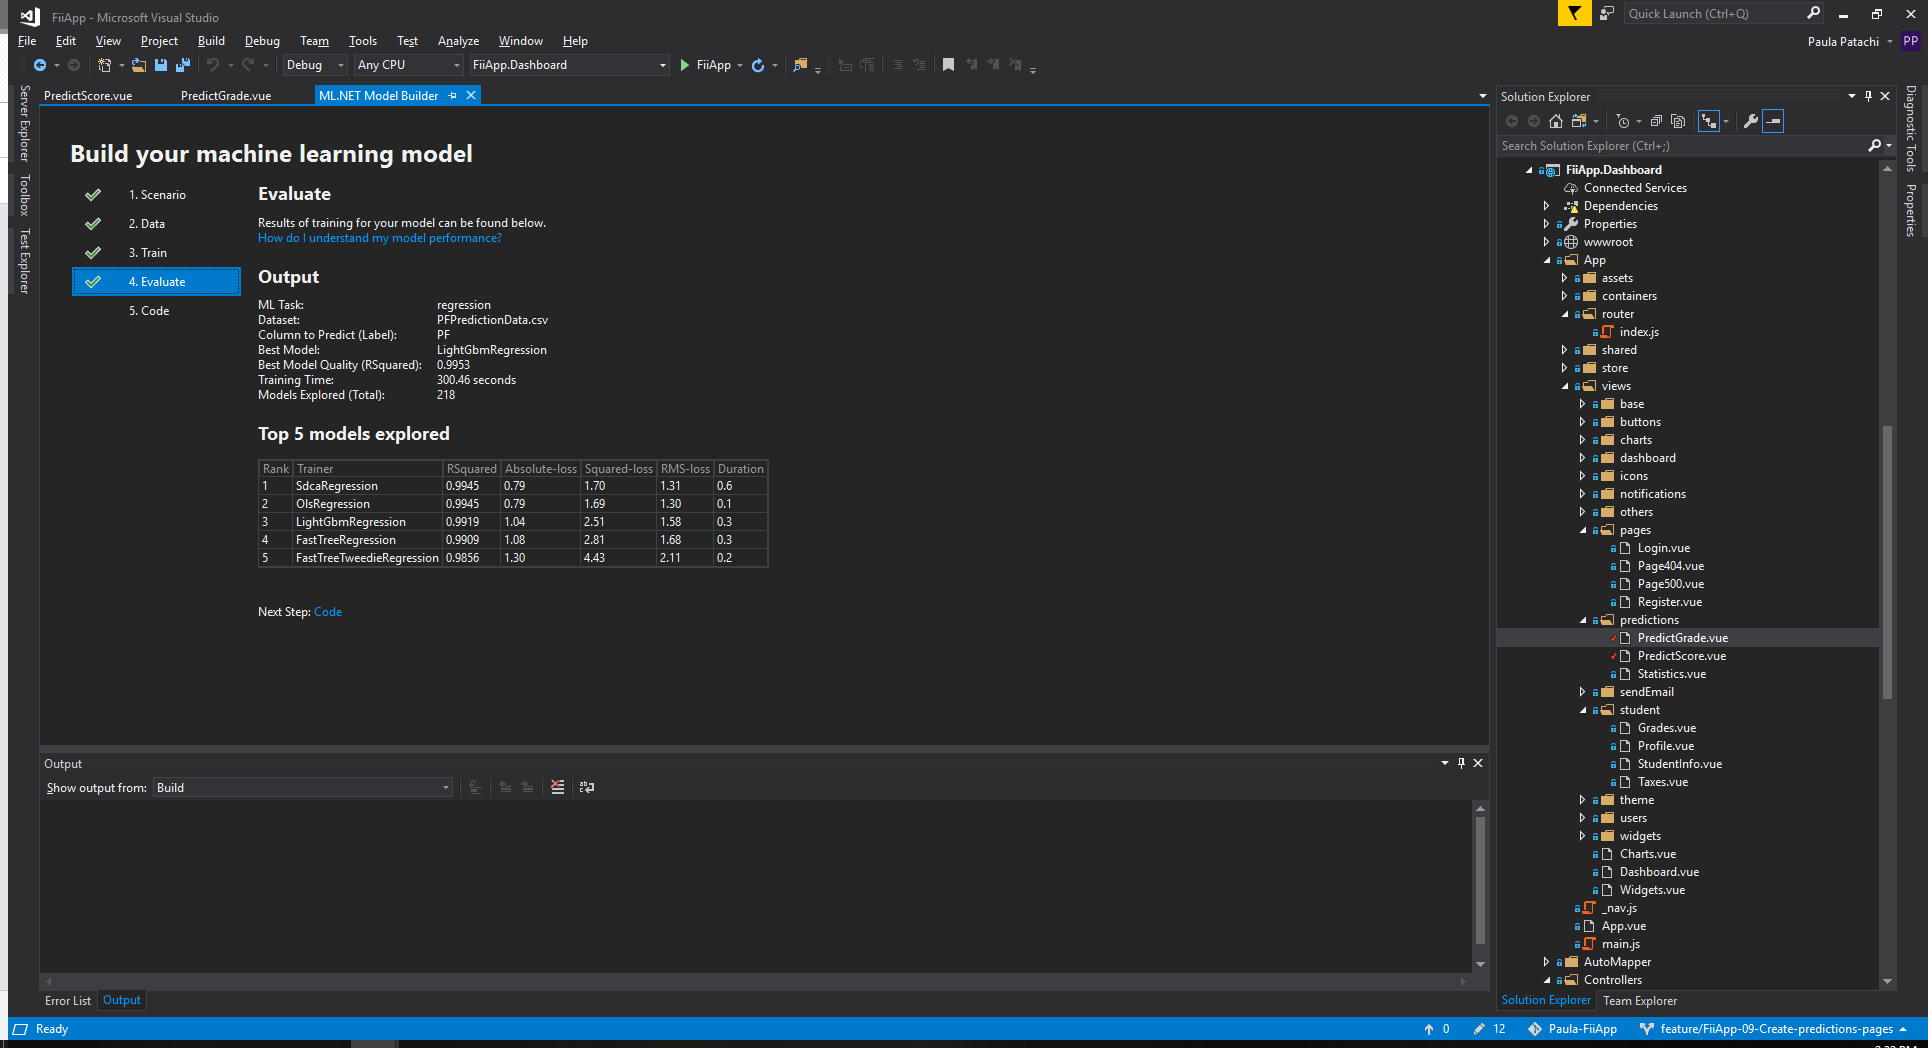 FiiApp - Microsoft Visual Studio
Quick Launch (Ctrl+Q)
File Edit View Project Build Debug Team Tools Test Analyze Window Help
Paula Patachi PP
Debug Any CPU FiiApp.Dashboard FiiApp
Server Explorer
Toolbox
Test Explorer
PredictScore.vue PredictGrade.vue ML.NET Model Builder
Build your machine learning model
1. Scenario
2. Data
3. Train
4. Evaluate
5. Code
Evaluate
Results of training for your model can be found below.
How do I understand my model performance?
Output
ML Task: regression
Dataset: PFPredictionData.csv
Column to Predict (Label): PF
Best Model: LightGbmRegression
Best Model Quality (RSquared): 0.9953
Training Time: 300.46 seconds
Models Explored (Total): 218
Top 5 models explored
Rank Trainer RSquared Absolute-loss Squared-loss RMS-loss Duration
1 SdcaRegression 0.9945 0.79 1.70 1.31 0.6
2 OlsRegression 0.9945 0.79 1.69 1.30 0.1
3 LightGbmRegression 0.9919 1.04 2.51 1.58 0.3
4 FastTreeRegression 0.9909 1.08 2.81 1.68 0.3
5 FastTreeTweedieRegression 0.9856 1.30 4.43 2.11 0.2
Next Step: Code
Output
Show output from: Build
Error List Output
Solution Explorer
Search Solution Explorer (Ctrl+;)
FiiApp.Dashboard
Connected Services
Dependencies
Properties
wwwroot
App
assets
containers
router
index.js
shared
store
views
base
buttons
charts
dashboard
icons
notifications
others
pages
Login.vue
Page404.vue
Page500.vue
Register.vue
predictions
PredictGrade.vue
PredictScore.vue
Statistics.vue
sendEmail
student
Grades.vue
Profile.vue
StudentInfo.vue
Taxes.vue
theme
users
widgets
Charts.vue
Dashboard.vue
Widgets.vue
_nav.js
App.vue
main.js
AutoMapper
Controllers
Solution Explorer Team Explorer
Diagnostic Tools
Properties
Ready
0 12 Paula-FiiApp feature/FiiApp-09-Create-predictions-pages